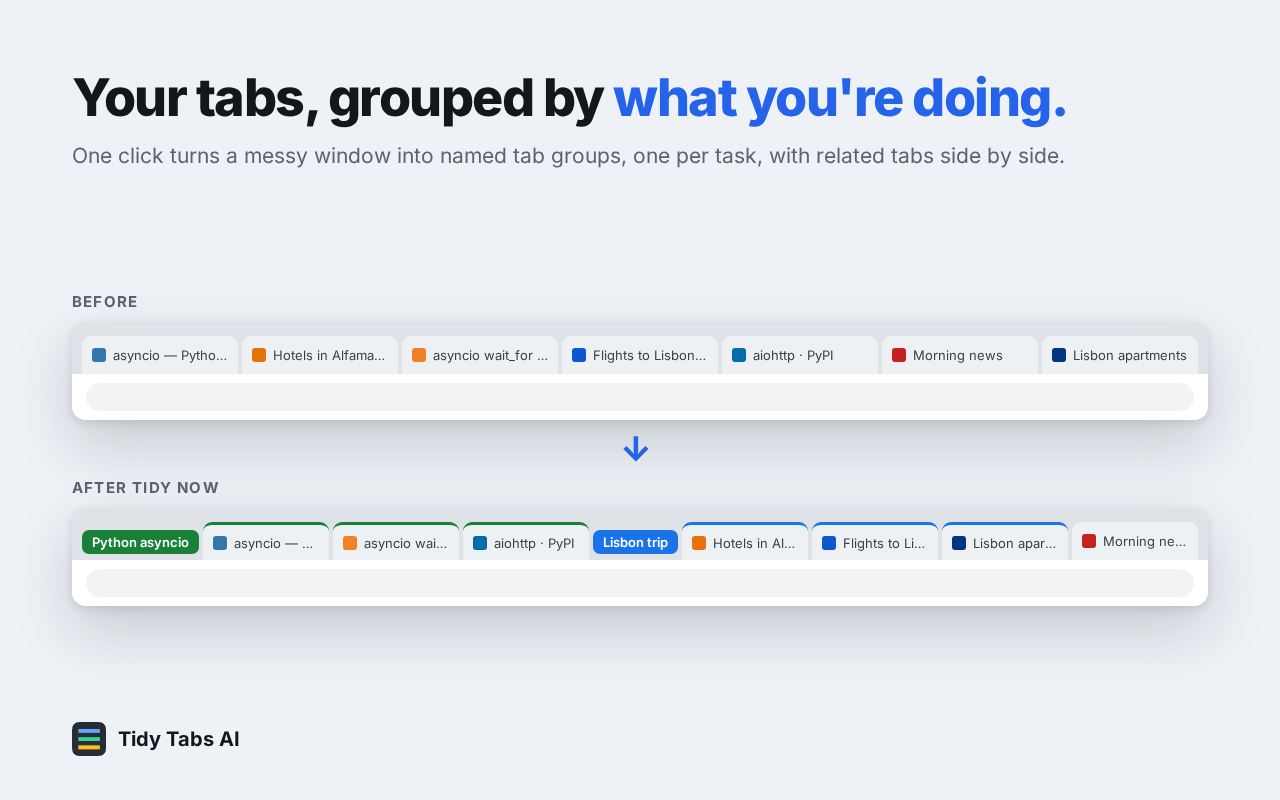 Your tabs, grouped by what you're doing.
One click turns a messy window into named tab groups, one per task, with related tabs side by side.
BEFORE
asyncio — Pytho... Hotels in Alfama... asyncio wait_for ... Flights to Lisbon... aiohttp · PyPI Morning news Lisbon apartments
AFTER TIDY NOW
Python asyncio asyncio — ... asyncio wai... aiohttp · PyPI Lisbon trip Hotels in Al... Flights to Li... Lisbon apar... Morning ne...
Tidy Tabs AI